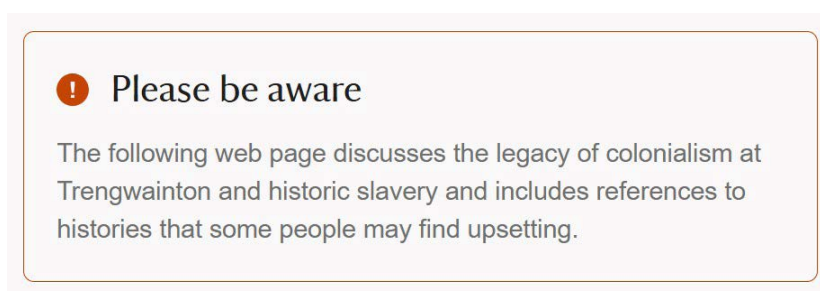 Please be aware
The following web page discusses the legacy of colonialism at
Trengwainton and historic slavery and includes references to
histories that some people may find upsetting.